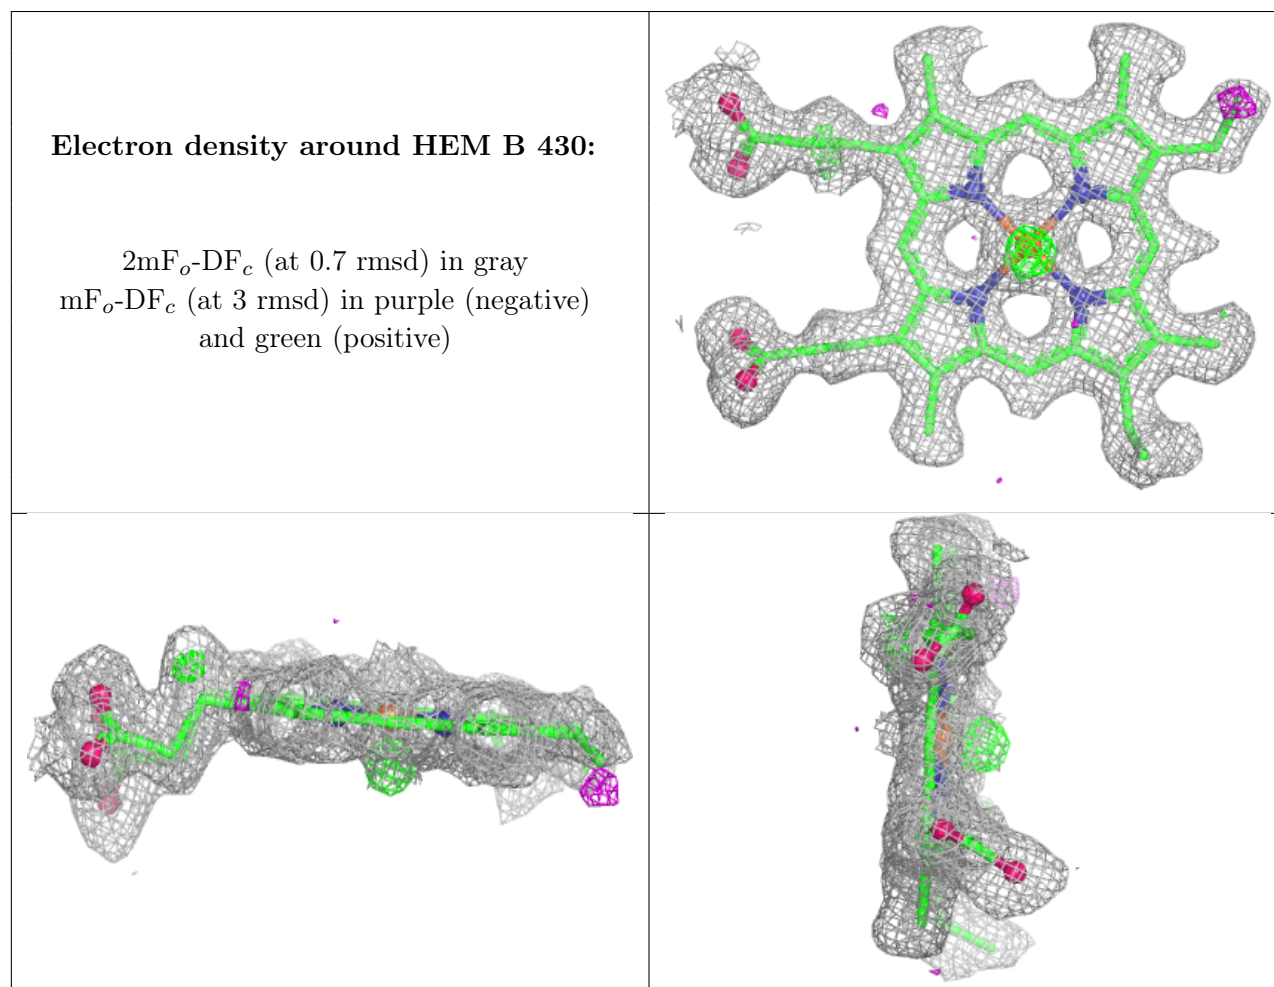 Electron density around HEM B 430:
2mFo-DFc (at 0.7 rmsd) in gray
mFo-DFc (at 3 rmsd) in purple (negative)
and green (positive)